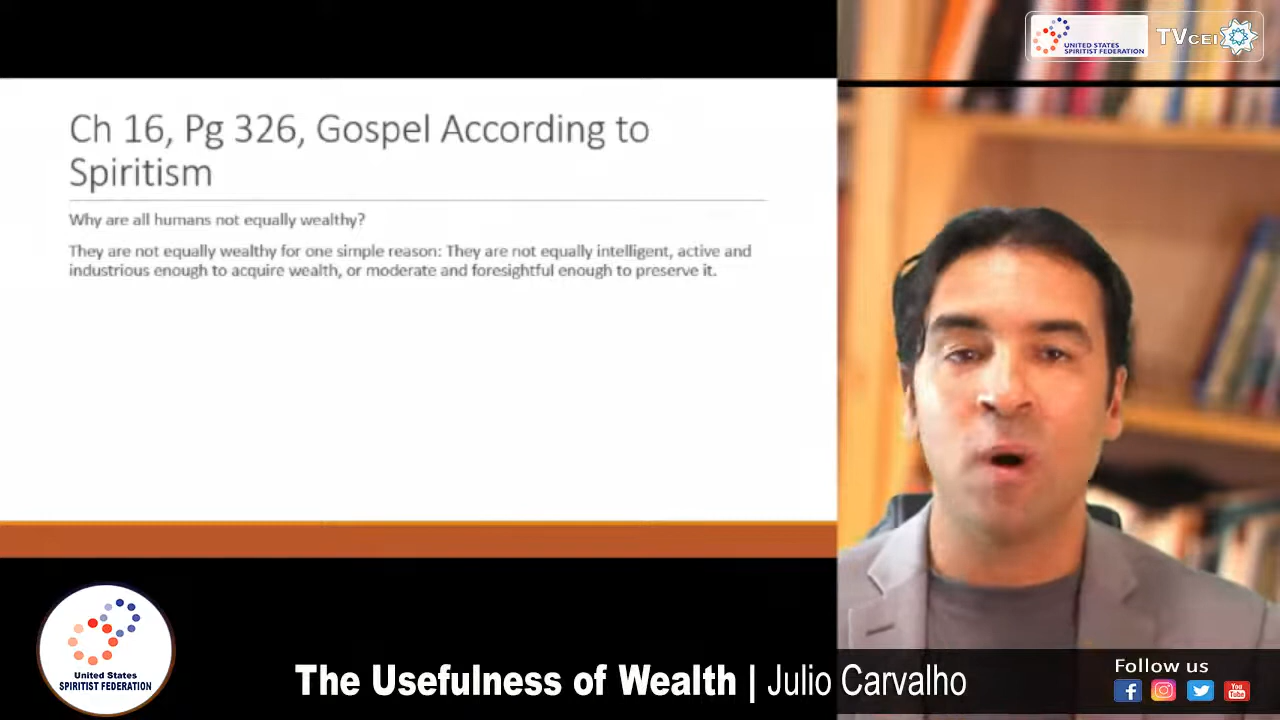 UNITED STATES
SPIRITIST FEDERATION
TVCEI
Ch 16, Pg 326, Gospel According to
Spiritism
Why are all humans not equally wealthy?
They are not equally wealthy for one simple reason: They are not equally intelligent, active and
industrious enough to acquire wealth, or moderate and foresightful enough to preserve it.
United States
SPIRITIST FEDERATION
The Usefulness of Wealth | Julio Carvalho
Follow us
You
Tube